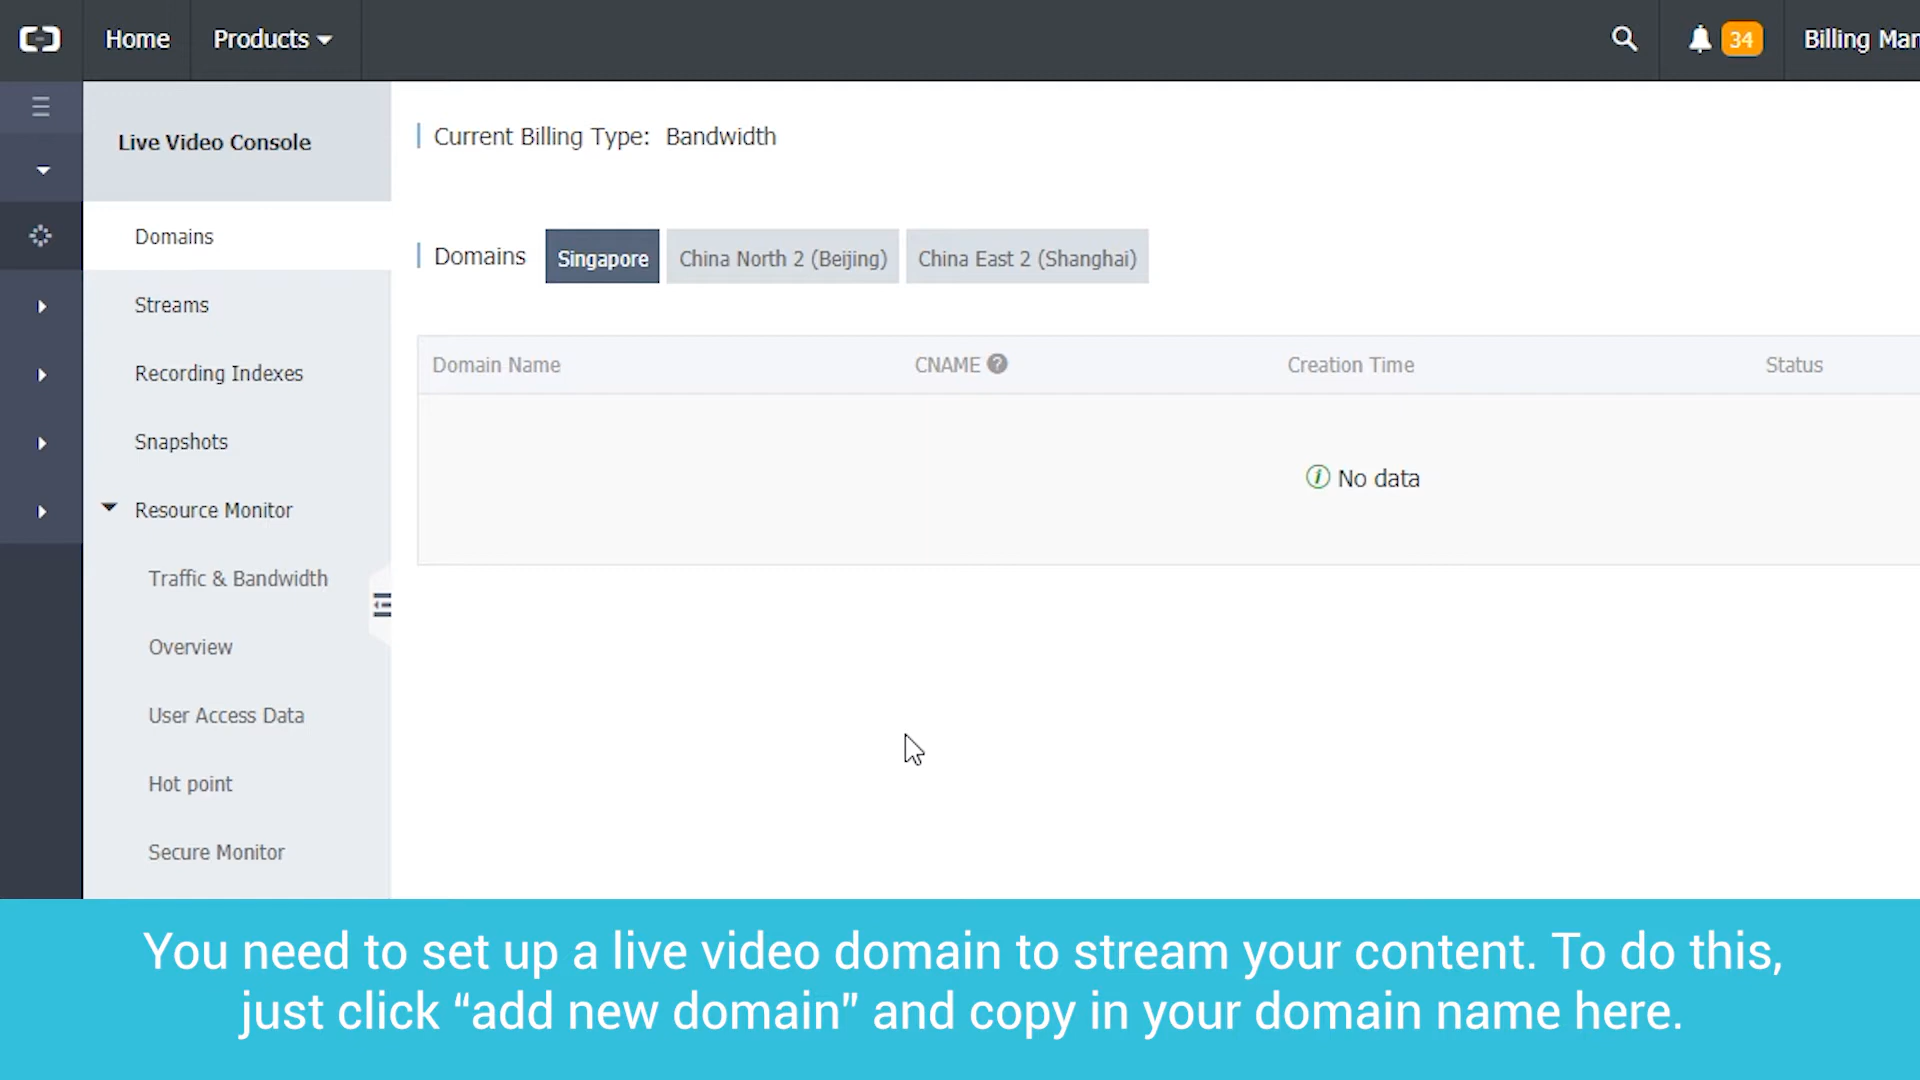 Home
Products
34
Billing Mar
Live Video Console
Domains
Streams
Recording Indexes
Snapshots
Resource Monitor
Traffic & Bandwidth
Overview
User Access Data
Hot point
Secure Monitor
Current Billing Type: Bandwidth
Domains
Singapore
China North 2 (Beijing)
China East 2 (Shanghai)
Domain Name
CNAME
Creation Time
Status
No data
You need to set up a live video domain to stream your content. To do this,
just click “add new domain” and copy in your domain name here.